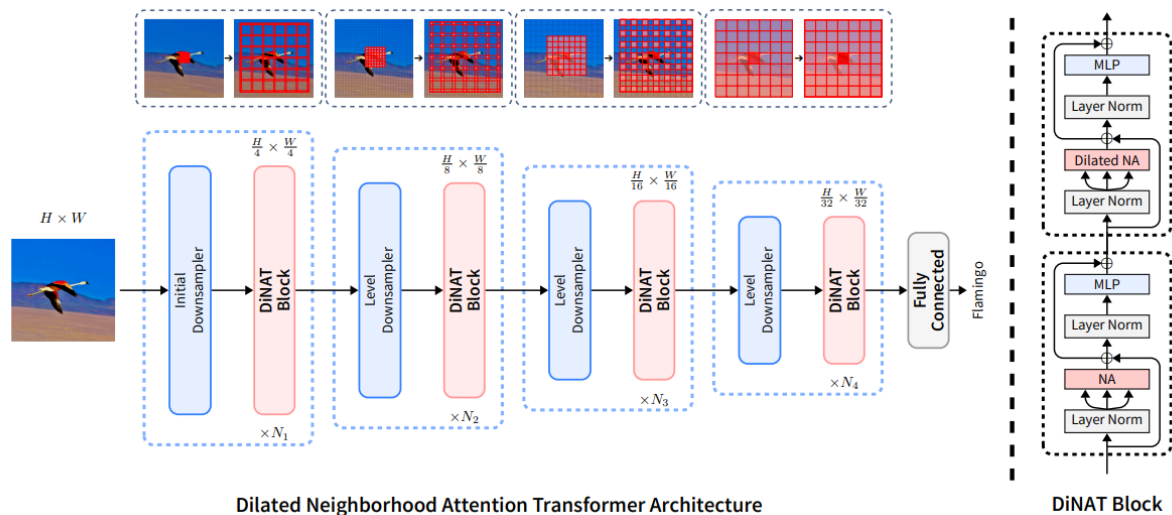 H × W
Initial Downsampler
H/4 × W/4
DiNAT Block
×N₁
Level Downsampler
H/8 × W/8
DiNAT Block
×N₂
Level Downsampler
H/16 × W/16
DiNAT Block
×N₃
Level Downsampler
H/32 × W/32
DiNAT Block
×N₄
Fully Connected
Flamingo
Dilated Neighborhood Attention Transformer Architecture
MLP
Layer Norm
Dilated NA
Layer Norm
MLP
Layer Norm
NA
Layer Norm
DiNAT Block